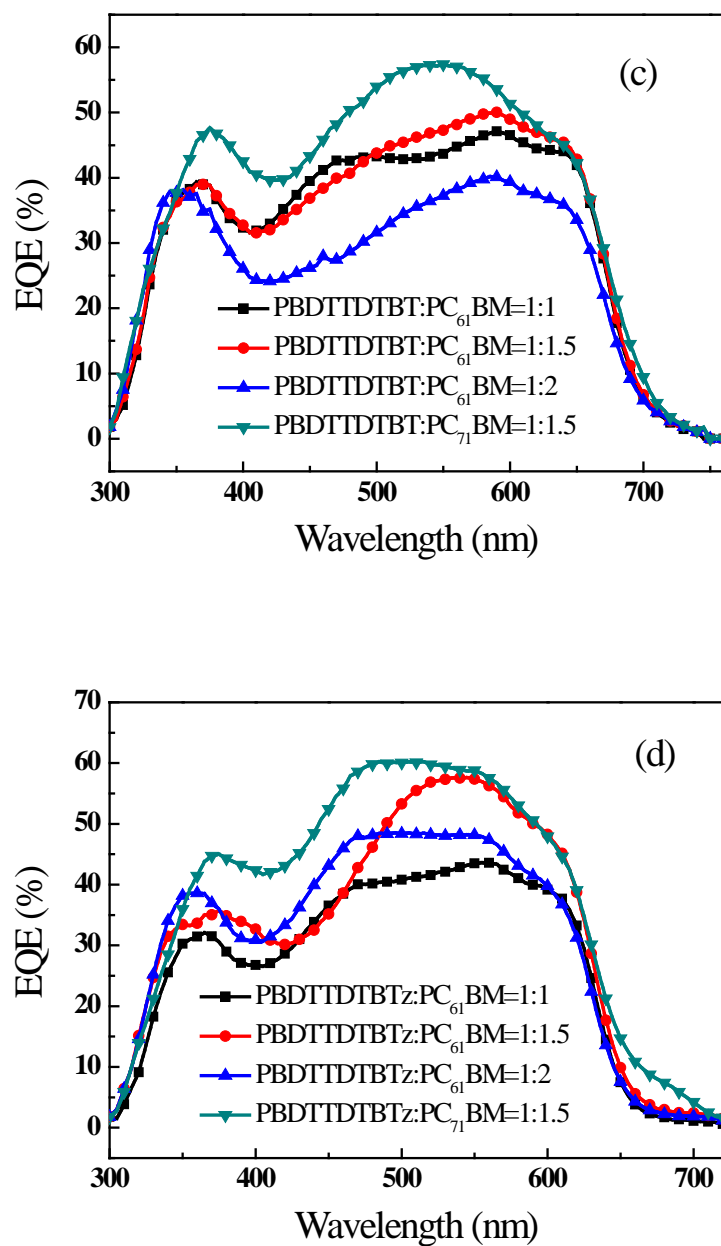 60
50
40
30
20
10
0
EQE (%)
(c)
PBDTTDTBT:PC61BM=1:1
PBDTTDTBT:PC61BM=1:1.5
PBDTTDTBT:PC61BM=1:2
PBDTTDTBT:PC71BM=1:1.5
300 400 500 600 700
Wavelength (nm)
70
60
50
40
30
20
10
0
EQE (%)
(d)
PBDTTDTBTz:PC61BM=1:1
PBDTTDTBTz:PC61BM=1:1.5
PBDTTDTBTz:PC61BM=1:2
PBDTTDTBTz:PC71BM=1:1.5
300 400 500 600 700
Wavelength (nm)